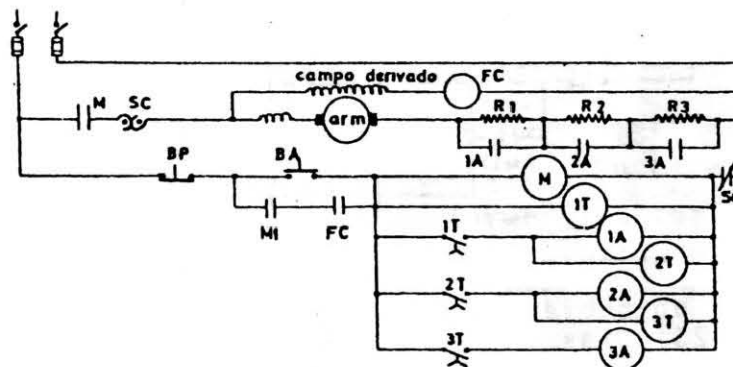 campo derivado FC
M SC R1 R2 R3
arm
1A 2A 3A
BP BA M
M1 FC 1T
1T 1A
2T
2T 2A
3T
3T 3A